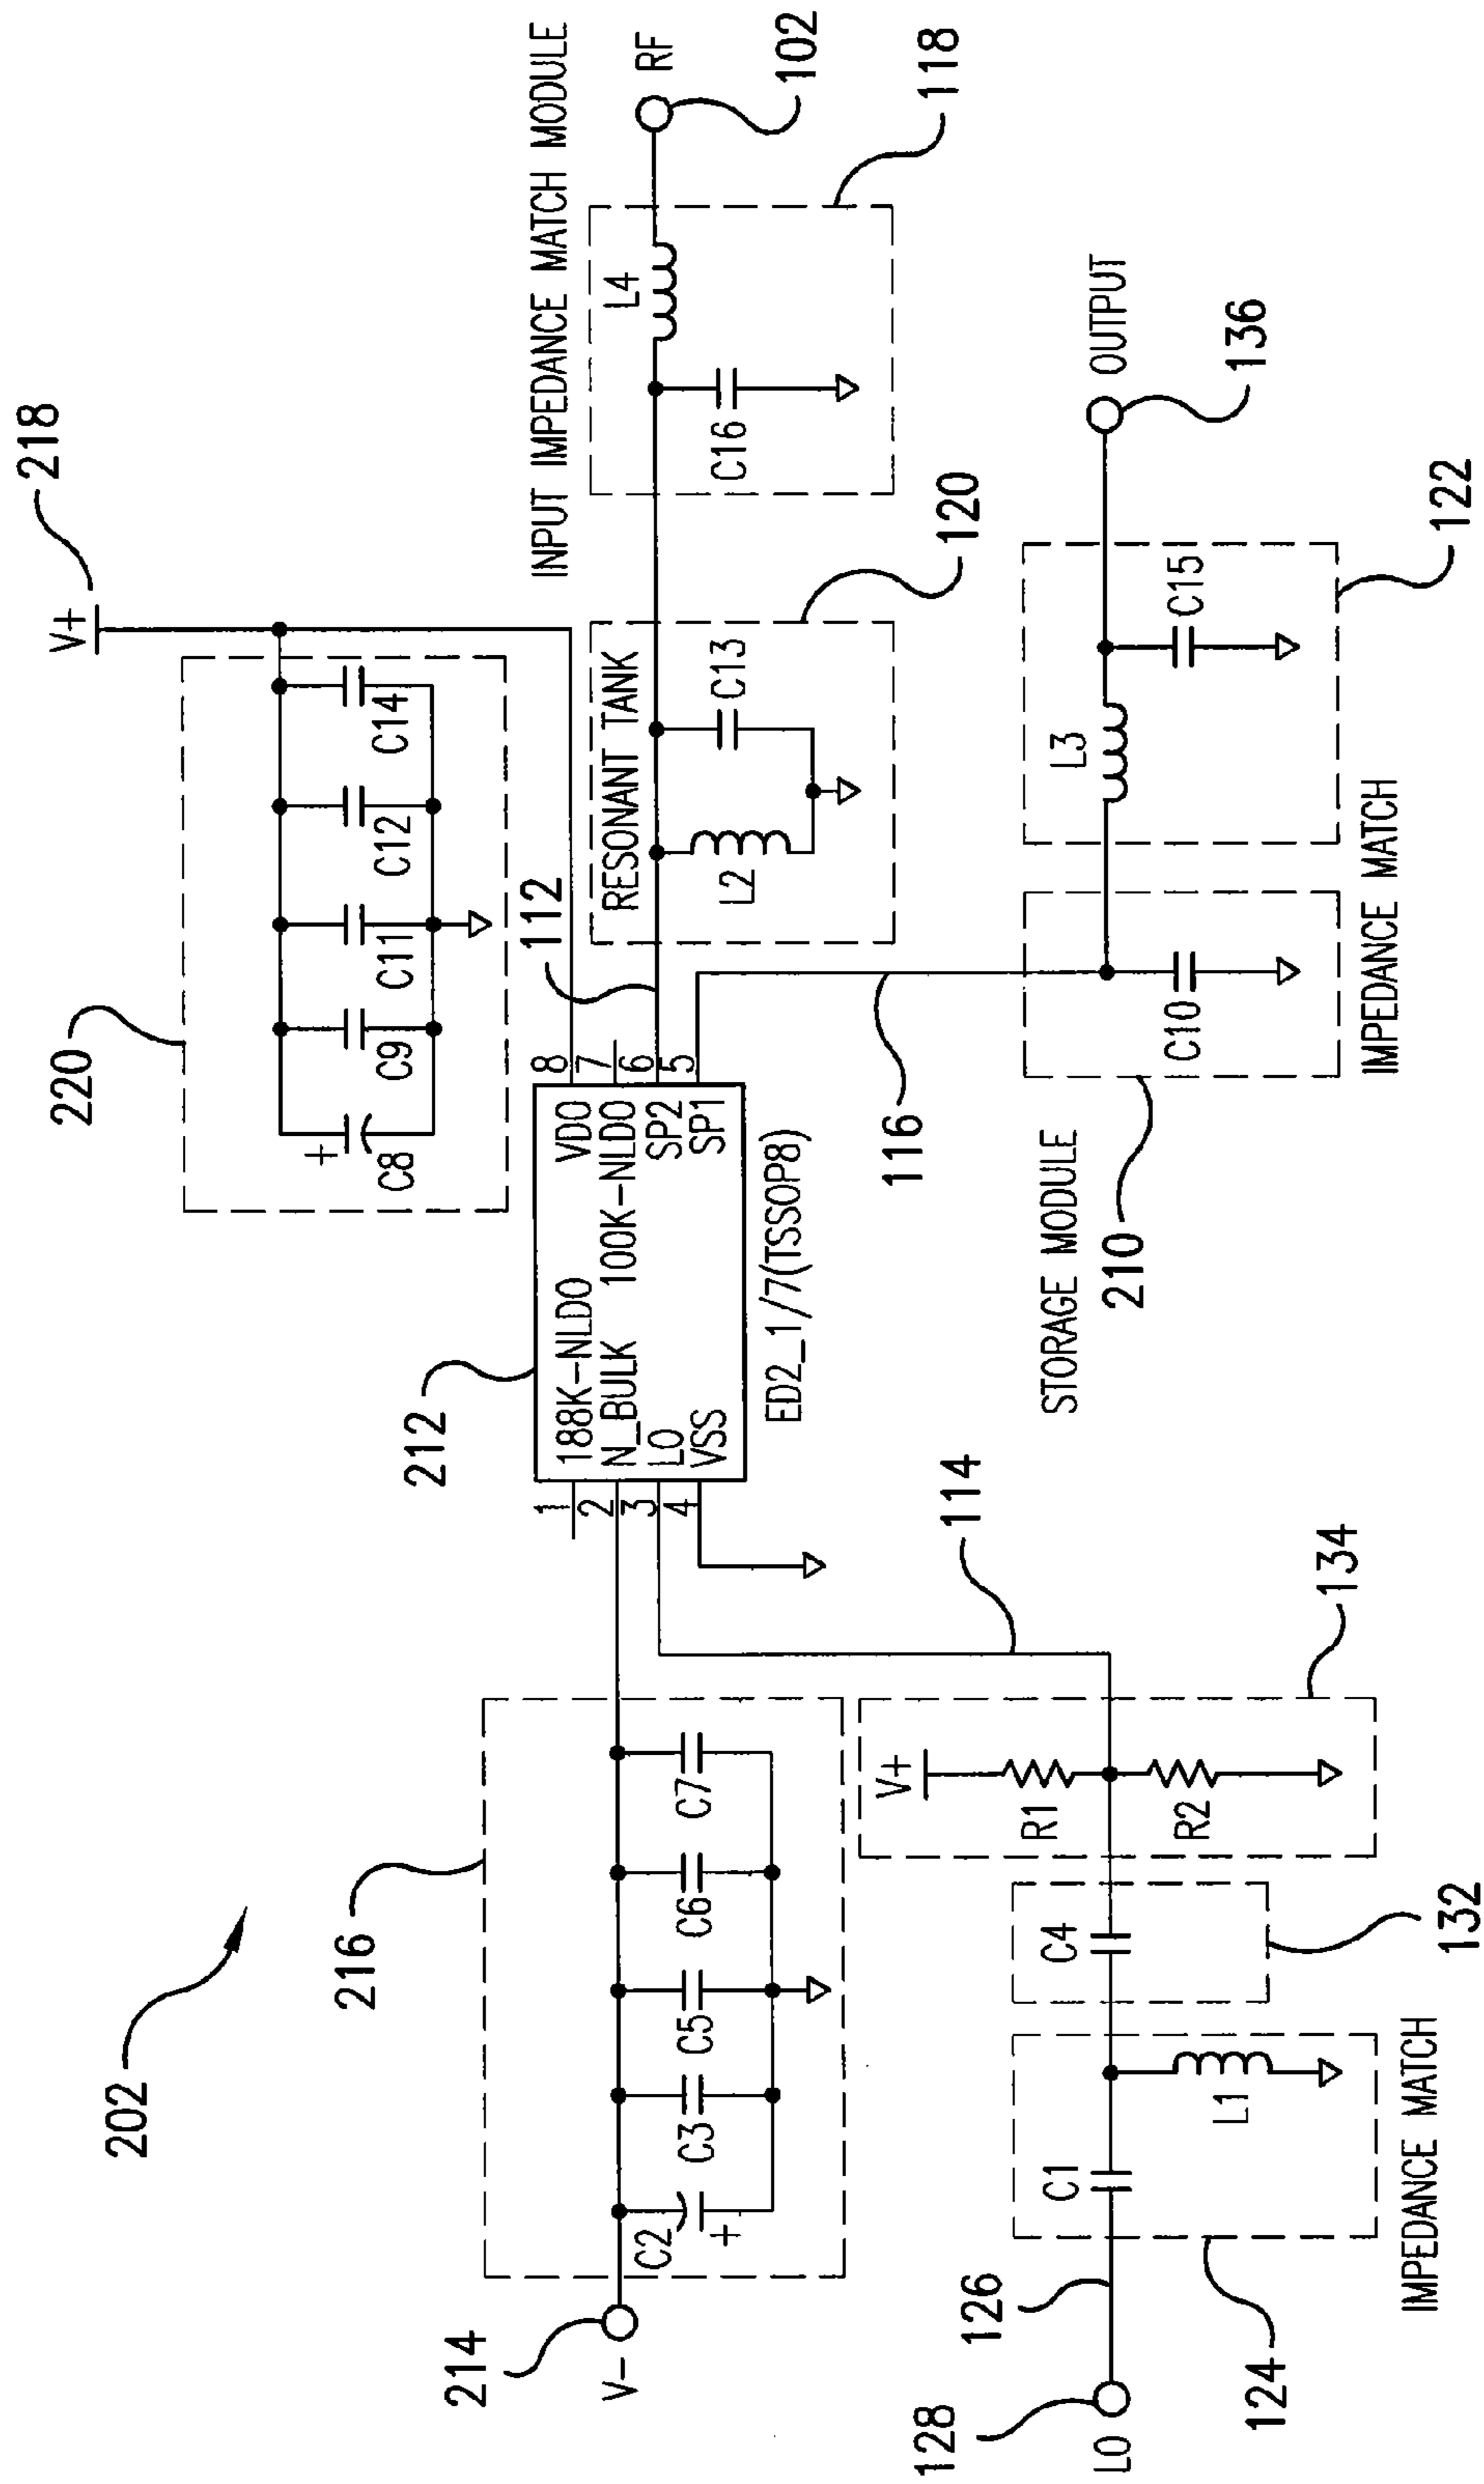 202
218
V+
220
C8
+
C9
C11
C12
C14
INPUT IMPEDANCE MATCH MODULE
RF
102
L4
C16
118
RESONANT TANK
L2
C13
120
112
212
1
2
3
4
188K-NLDO
N_BULK
LO
VSS
VDO
100K-NLDO
SP2
SP1
8
7
6
5
ED2_1/7(TSSOP8)
216
C2
+
C3
C5
C6
C7
214
V-
114
116
134
V+
R1
R2
132
C4
C1
L1
IMPEDANCE MATCH
124
126
128
LO
STORAGE MODULE
210
C10
IMPEDANCE MATCH
L3
C15
122
OUTPUT
136